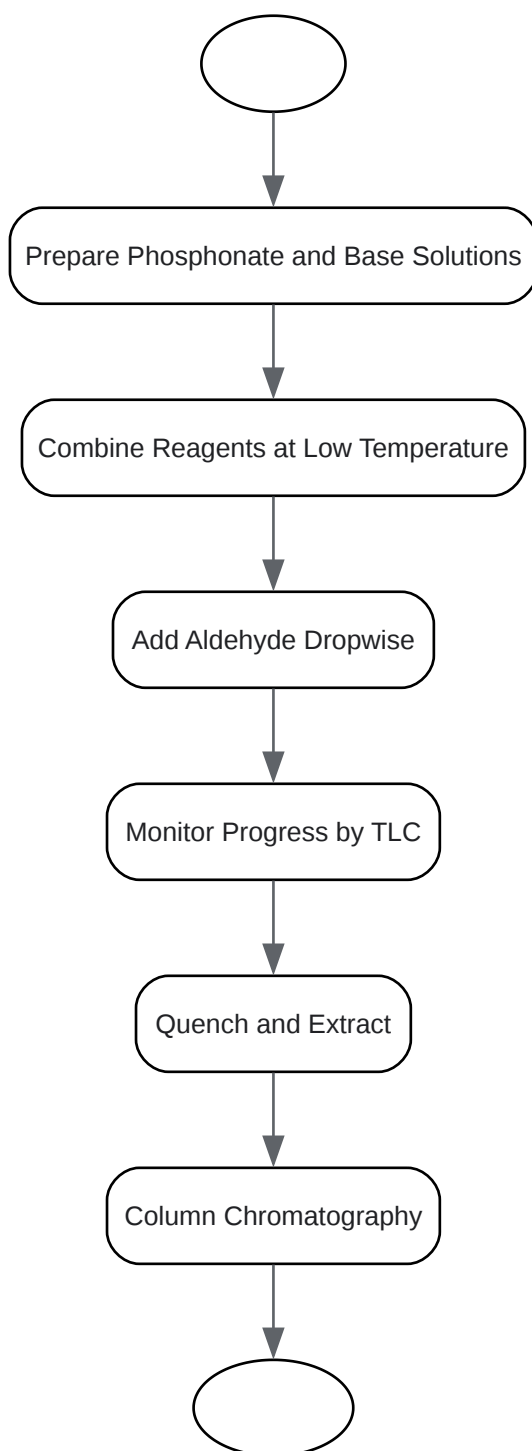 Prepare Phosphonate and Base Solutions
Combine Reagents at Low Temperature
Add Aldehyde Dropwise
Monitor Progress by TLC
Quench and Extract
Column Chromatography